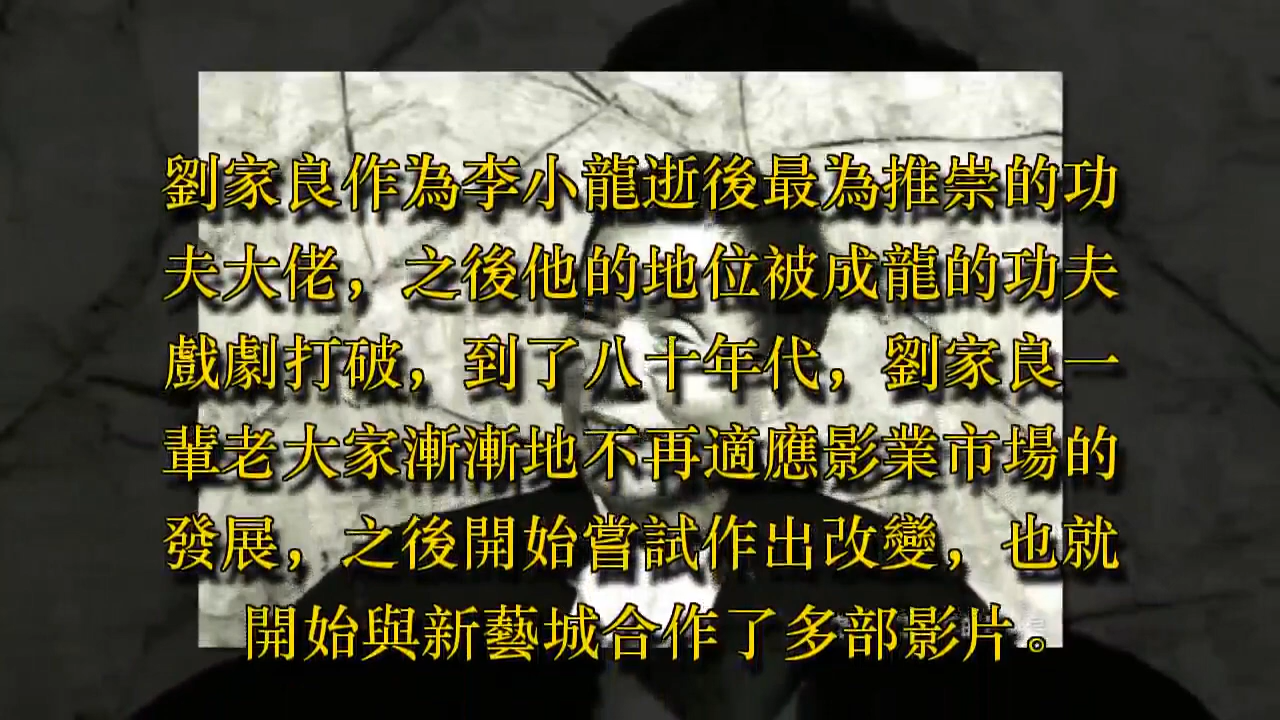 劉家良作為李小龍逝後最為推崇的功
夫大佬，之後他的地位被成龍的功夫
戲劇打破，到了八十年代，劉家良一
輩老大家漸漸地不再適應影業市場的
發展，之後開始嘗試作出改變，也就
開始與新藝城合作了多部影片。